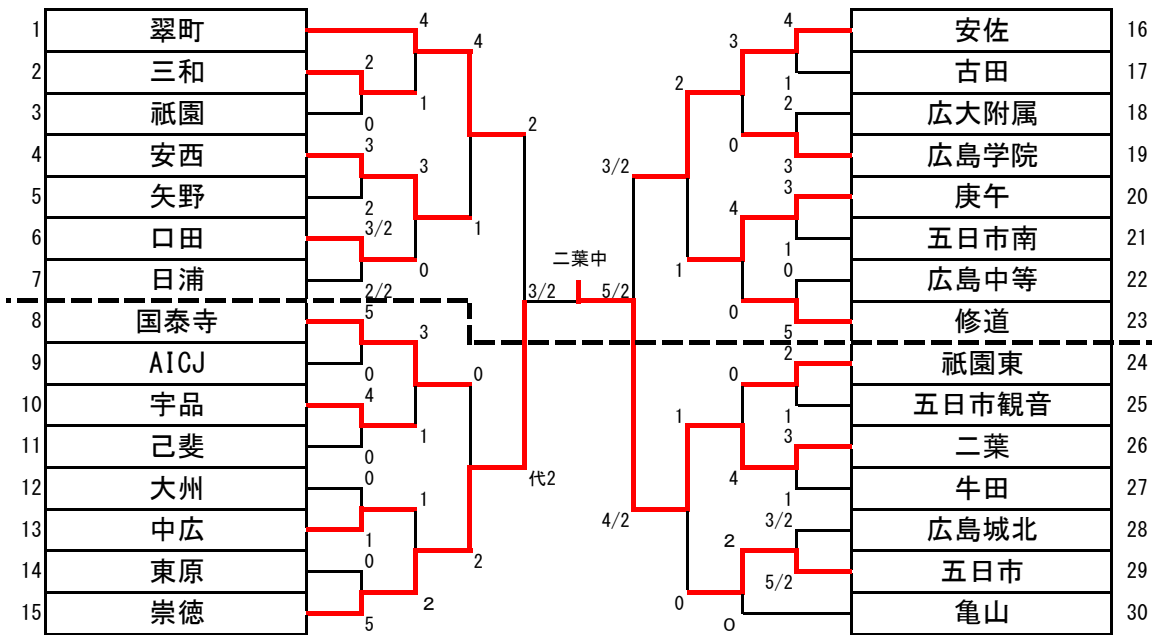 1 翠町
2 三和
3 祇園
4 安西
5 矢野
6 口田
7 日浦
8 国泰寺
9 AICJ
10 宇品
11 己斐
12 大州
13 中広
14 東原
15 崇徳
4
2
1
0
3
3
2
3/2
0
2/2
4
1
2
5
3
0
4
1
0
0
1
1
0
2
5
0
2
3/2
代2
二葉中
5/2
3/2
4/2
2
1
1
0
3
0
4
0
0
4
2
0
4
1
2
3
3
1
0
5
2
1
3
1
3/2
5/2
安佐 16
古田 17
広大附属 18
広島学院 19
庚午 20
五日市南 21
広島中等 22
修道 23
祇園東 24
五日市観音 25
二葉 26
牛田 27
広島城北 28
五日市 29
亀山 30